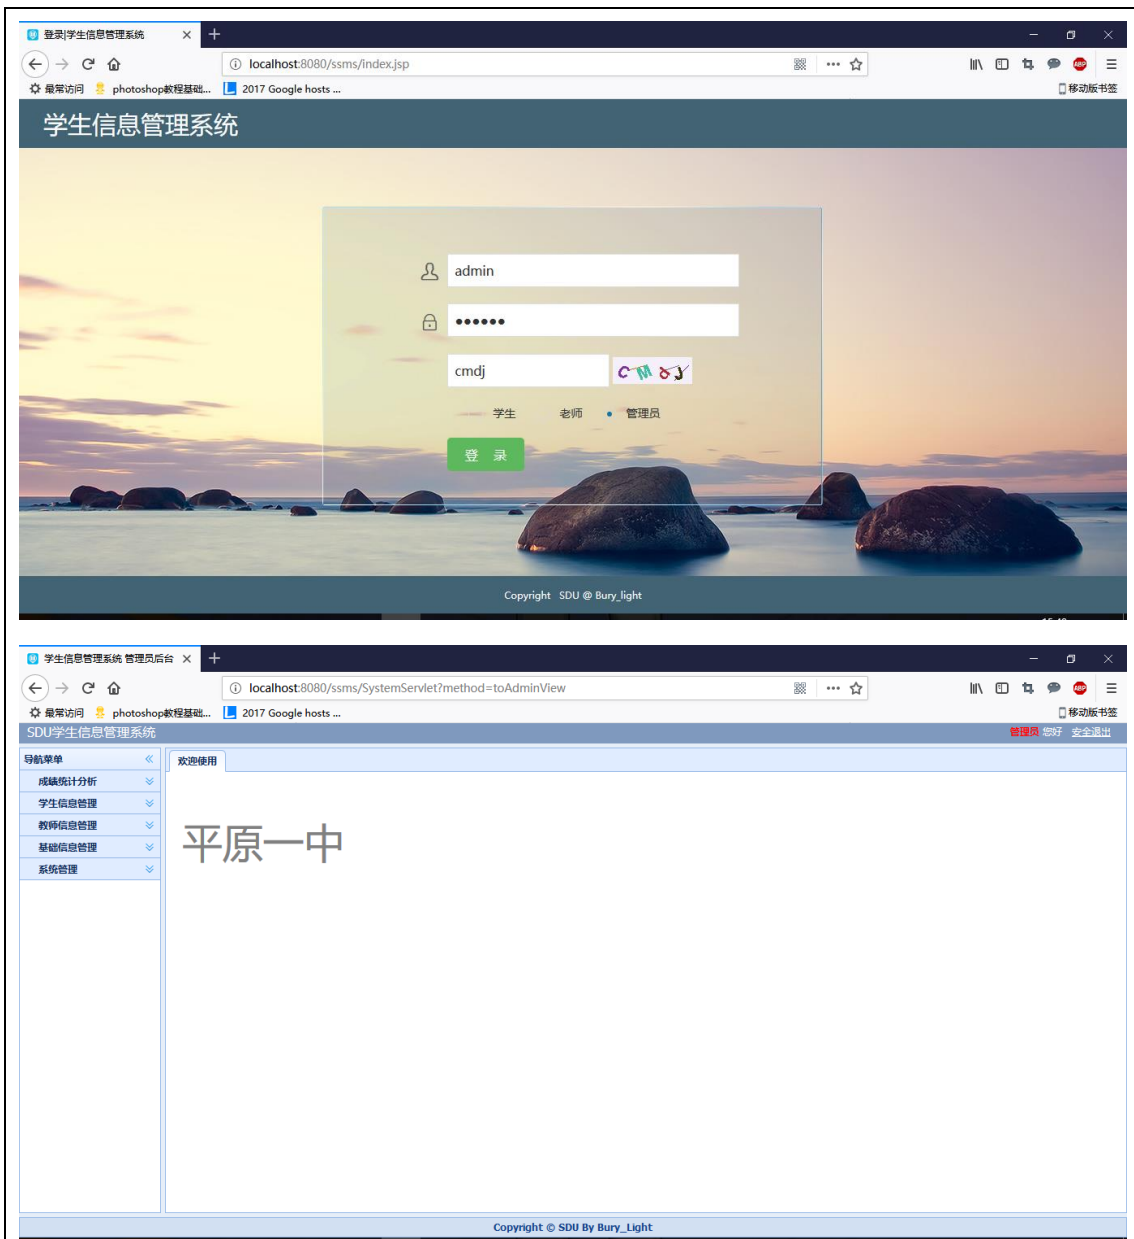 登录|学生信息管理系统
localhost:8080/ssms/index.jsp
最常访问 photoshop教程基础... 2017 Google hosts ... 移动版书签
学生信息管理系统
admin
••••••
cmdj CM&J
学生 老师 管理员
登 录
Copyright SDU @ Bury_light
学生信息管理系统 管理员后台
localhost:8080/ssms/SystemServlet?method=toAdminView
最常访问 photoshop教程基础... 2017 Google hosts ... 移动版书签
SDU学生信息管理系统 管理员 您好 安全退出
导航菜单 欢迎使用
成绩统计分析
学生信息管理
教师信息管理
基础信息管理
系统管理
平原一中
Copyright © SDU By Bury_Light